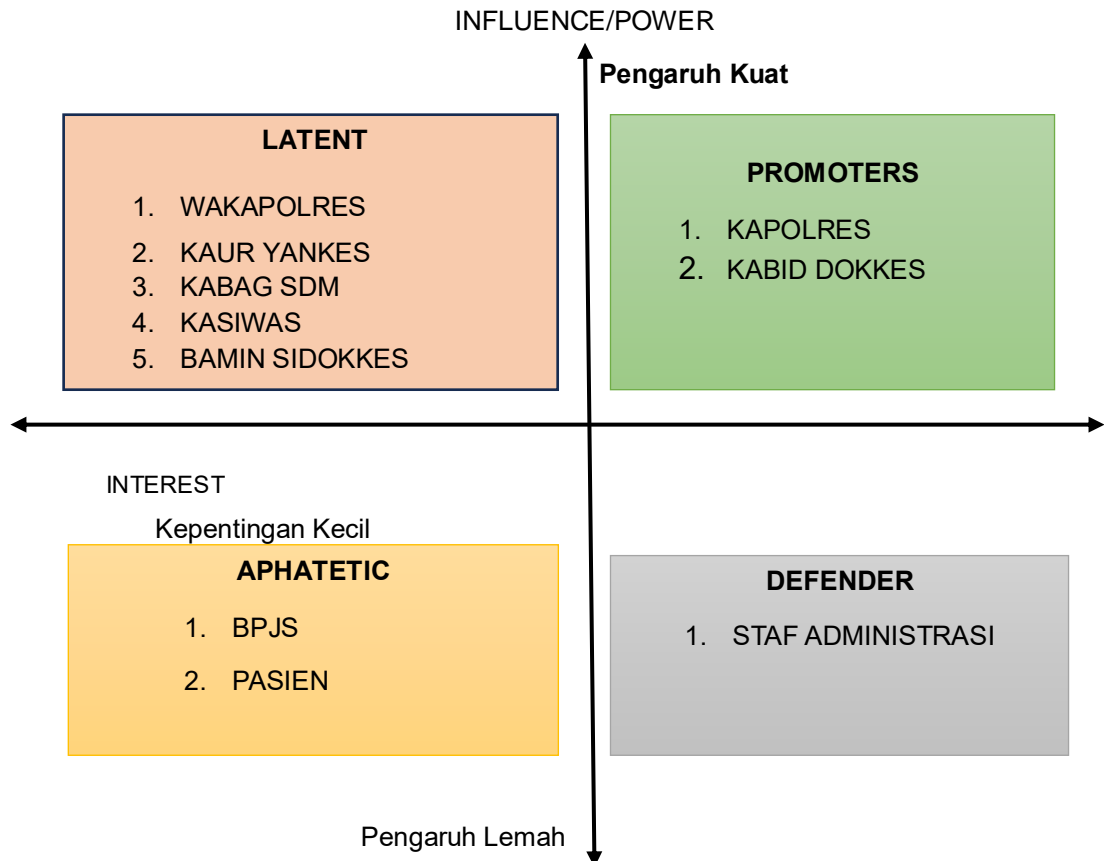 INFLUENCE/POWER
Pengaruh Kuat
LATENT
1. WAKAPOLRES
2. KAUR YANKES
3. KABAG SDM
4. KASIWAS
5. BAMIN SIDOKKES
PROMOTERS
1. KAPOLRES
2. KABID DOKKES
INTEREST
Kepentingan Kecil
APHATETIC
1. BPJS
2. PASIEN
DEFENDER
1. STAF ADMINISTRASI
Pengaruh Lemah